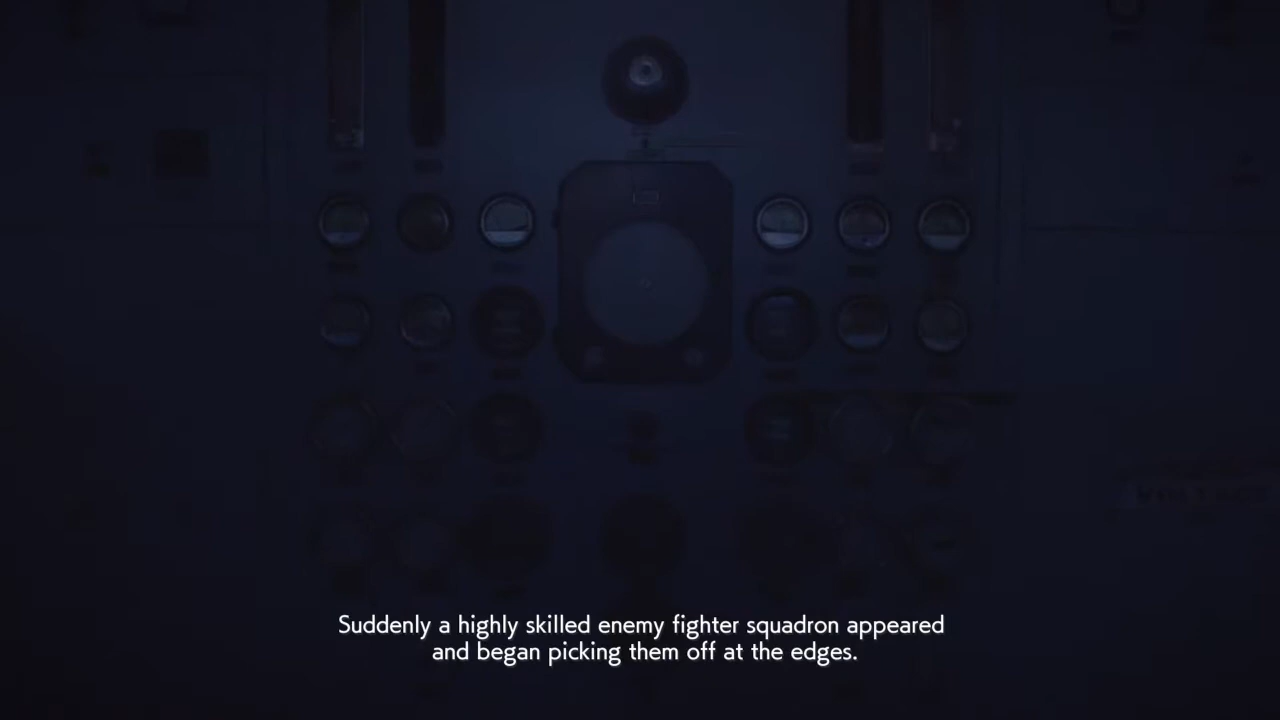 Suddenly a highly skilled enemy fighter squadron appeared
and began picking them off at the edges.